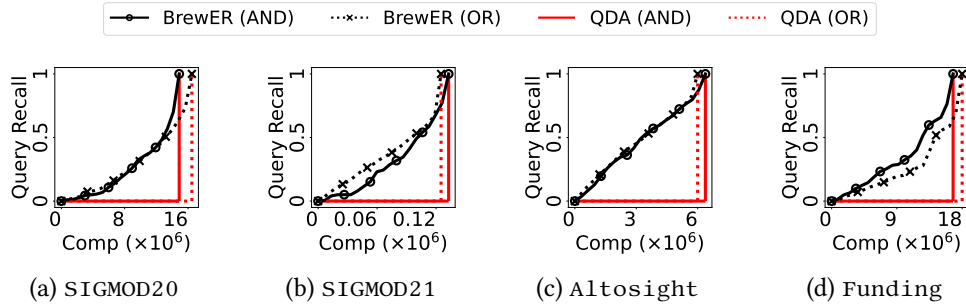 BrewER (AND) BrewER (OR) QDA (AND) QDA (OR)
Query Recall
1
0.5
0
0 8 16
Comp (×10⁶)
(a) SIGMOD20
Query Recall
1
0.5
0
0 0.06 0.12
Comp (×10⁶)
(b) SIGMOD21
Query Recall
1
0.5
0
0 3 6
Comp (×10⁶)
(c) Altosight
Query Recall
1
0.5
0
0 9 18
Comp (×10⁶)
(d) Funding